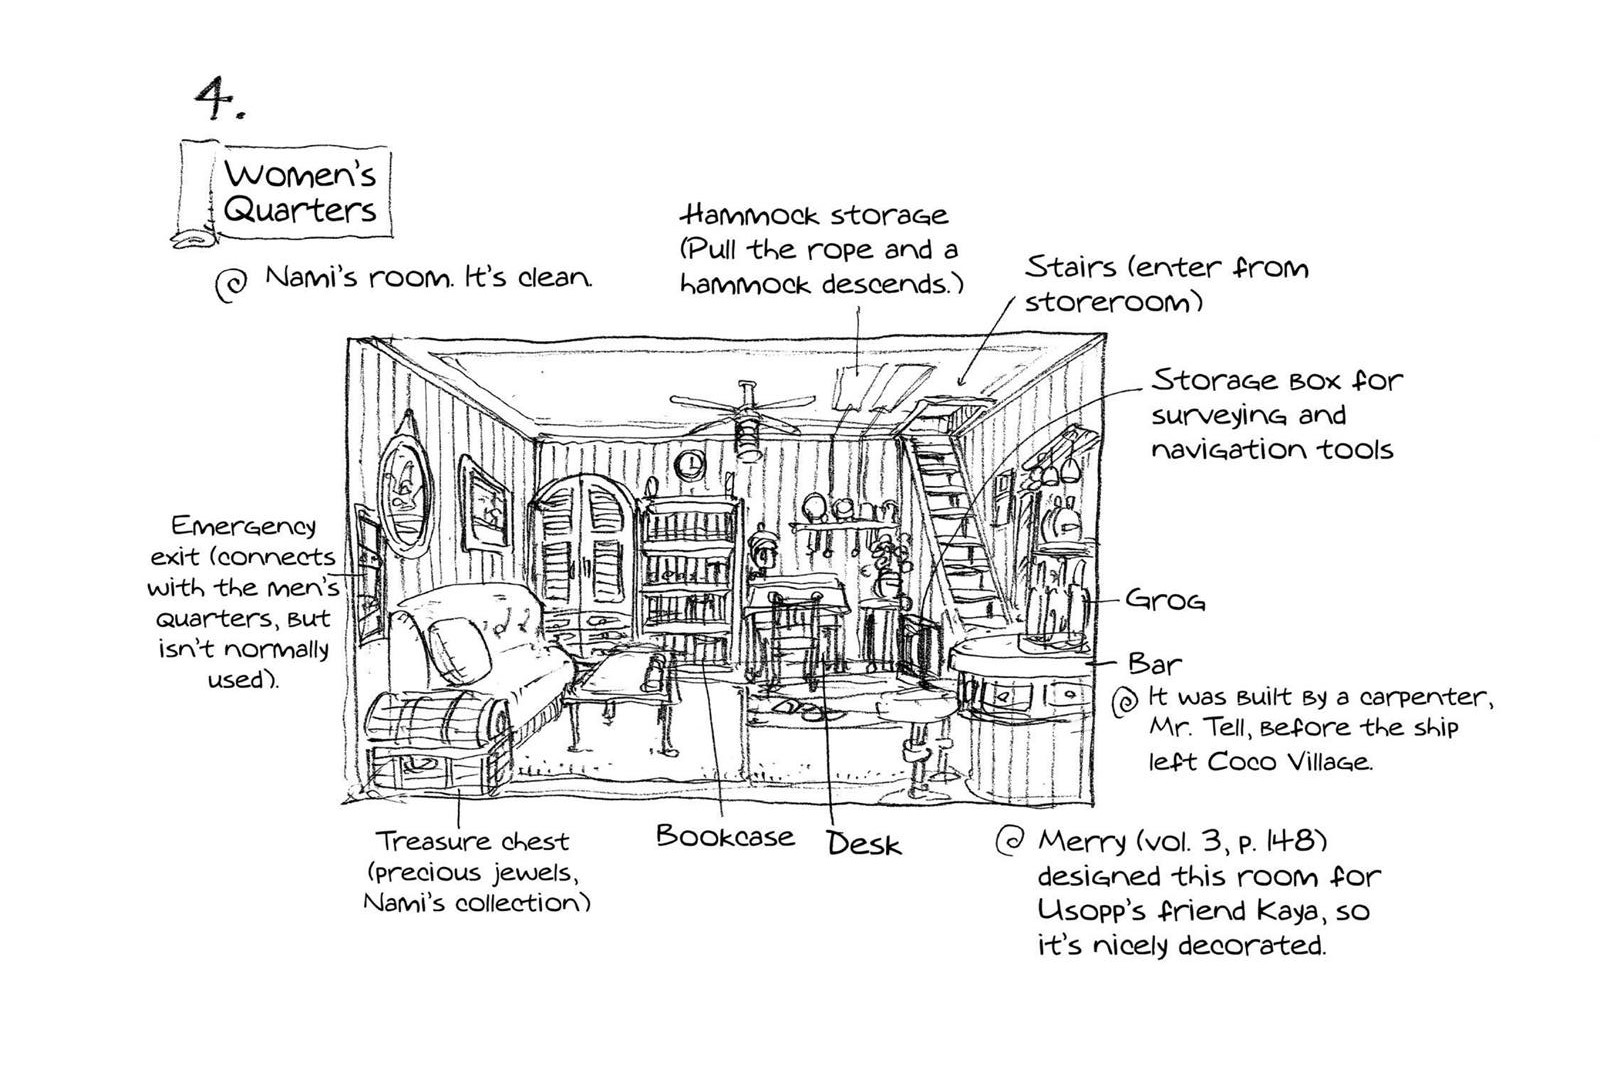 4.
Women's
Quarters
Nami's room. It's clean.
Hammock storage
(Pull the rope and a
hammock descends.)
Stairs (enter from
storeroom)
Storage box for
surveying and
navigation tools
Emergency
exit (connects
with the men's
quarters, but
isn't normally
used).
Grog
Bar
It was built by a carpenter,
Mr. Tell, before the ship
left Coco Village.
Treasure chest
(precious jewels,
Nami's collection)
Bookcase
Desk
Merry (vol. 3, p. 148)
designed this room for
Usopp's friend Kaya, so
it's nicely decorated.